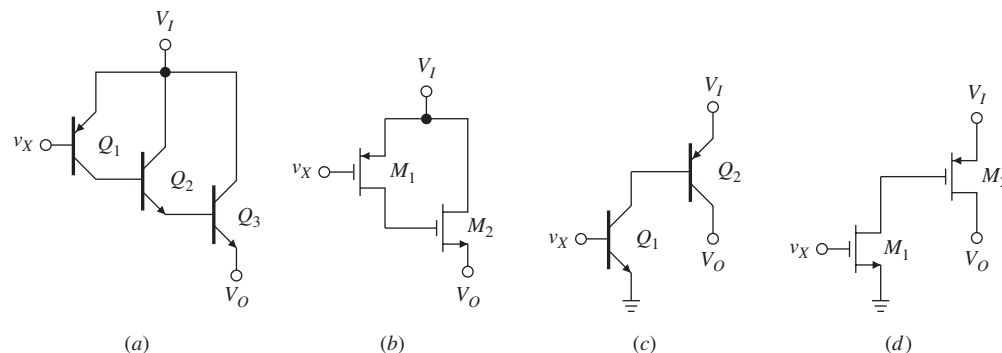 V_I
v_X
Q_1
Q_2
Q_3
V_O
(a)
V_I
v_X
M_1
M_2
V_O
(b)
V_I
Q_2
v_X
Q_1
V_O
(c)
V_I
M_2
v_X
M_1
V_O
(d)